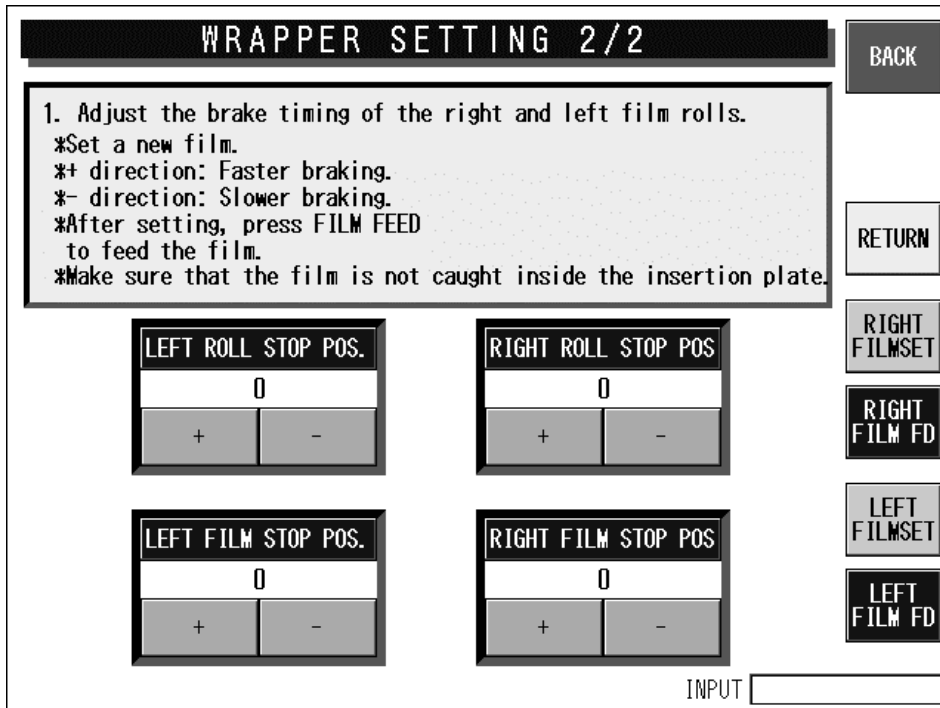 WRAPPER SETTING 2/2
BACK
1. Adjust the brake timing of the right and left film rolls.
*Set a new film.
*+ direction: Faster braking.
*- direction: Slower braking.
*After setting, press FILM FEED
to feed the film.
*Make sure that the film is not caught inside the insertion plate.
RETURN
RIGHT
FILMSET
RIGHT
FILM FD
LEFT
FILMSET
LEFT
FILM FD
LEFT ROLL STOP POS.
0
+ -
RIGHT ROLL STOP POS
0
+ -
LEFT FILM STOP POS.
0
+ -
RIGHT FILM STOP POS
0
+ -
INPUT